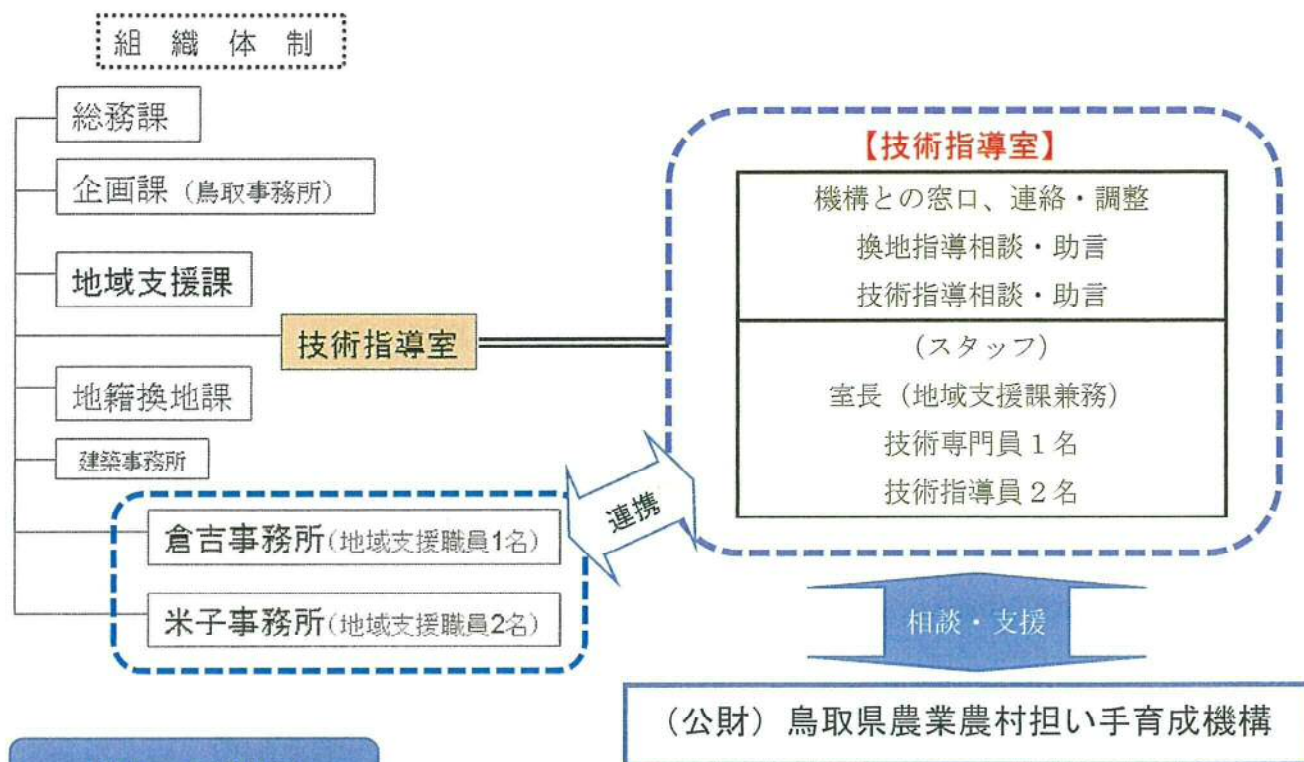 組織体制
総務課
企画課（鳥取事務所）
地域支援課
技術指導室
地籍換地課
建築事務所
倉吉事務所(地域支援職員1名)
米子事務所(地域支援職員2名)
連携
【技術指導室】
機構との窓口、連絡・調整
換地指導相談・助言
技術指導相談・助言
（スタッフ）
室長（地域支援課兼務）
技術専門員１名
技術指導員２名
相談・支援
（公財）鳥取県農業農村担い手育成機構